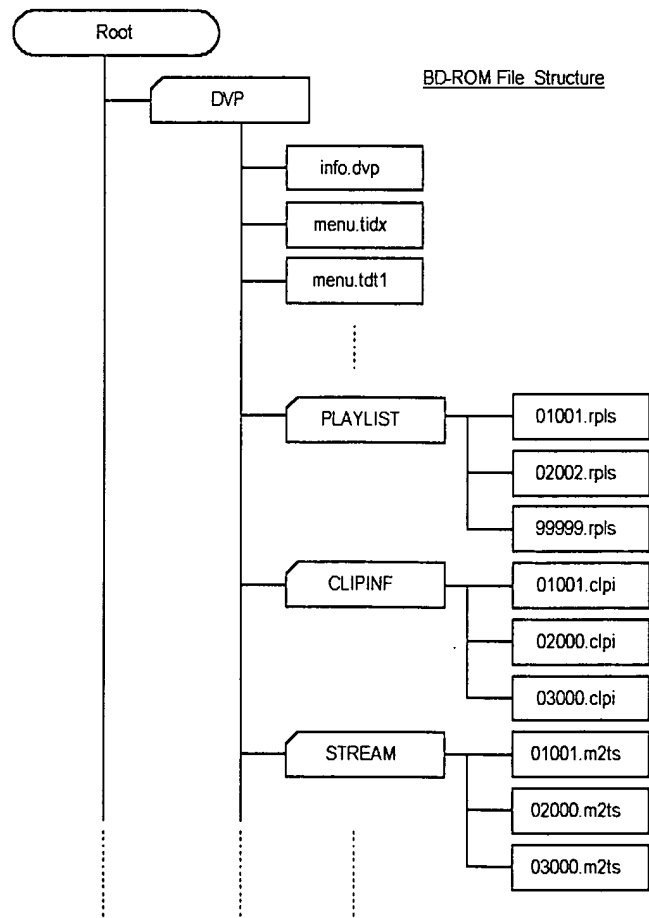 Root
BD-ROM File Structure
DVP
info.dvp
menu.tidx
menu.tdt1
PLAYLIST
01001.rpls
02002.rpls
99999.rpls
CLIPINF
01001.clpi
02000.clpi
03000.clpi
STREAM
01001.m2ts
02000.m2ts
03000.m2ts